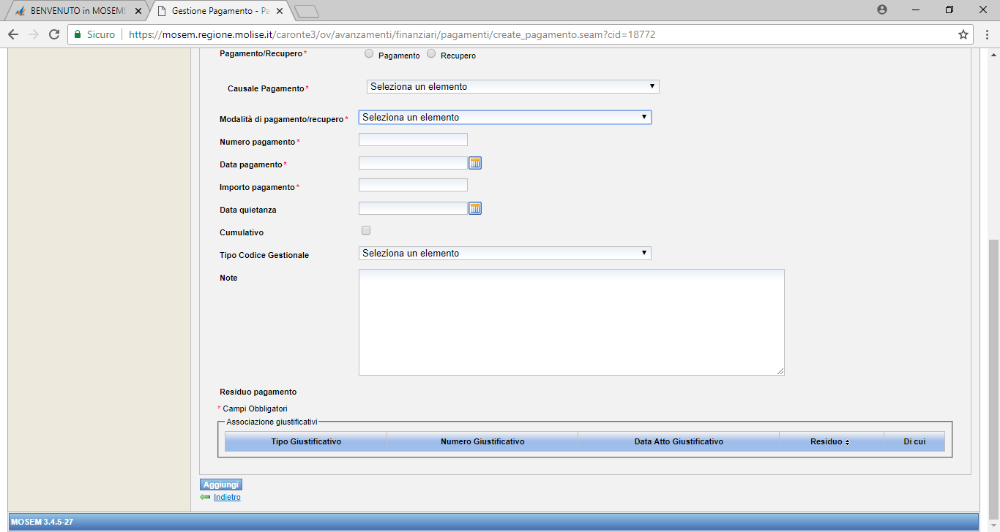 BENVENUTO in MOSEM!
Gestione Pagamento - Pa
Sicuro
https://mosem.regione.molise.it/caronte3/ov/avanzamenti/finanziari/pagamenti/create_pagamento.seam?cid=18772
Pagamento/Recupero* Pagamento Recupero
Causale Pagamento* Seleziona un elemento
Modalità di pagamento/recupero* Seleziona un elemento
Numero pagamento*
Data pagamento*
Importo pagamento*
Data quietanza
Cumulativo
Tipo Codice Gestionale Seleziona un elemento
Note
Residuo pagamento
* Campi Obbligatori
Associazione giustificativi
Tipo Giustificativo Numero Giustificativo Data Atto Giustificativo Residuo Di cui
Aggiungi
Indietro
MOSEM 3.4.5-27